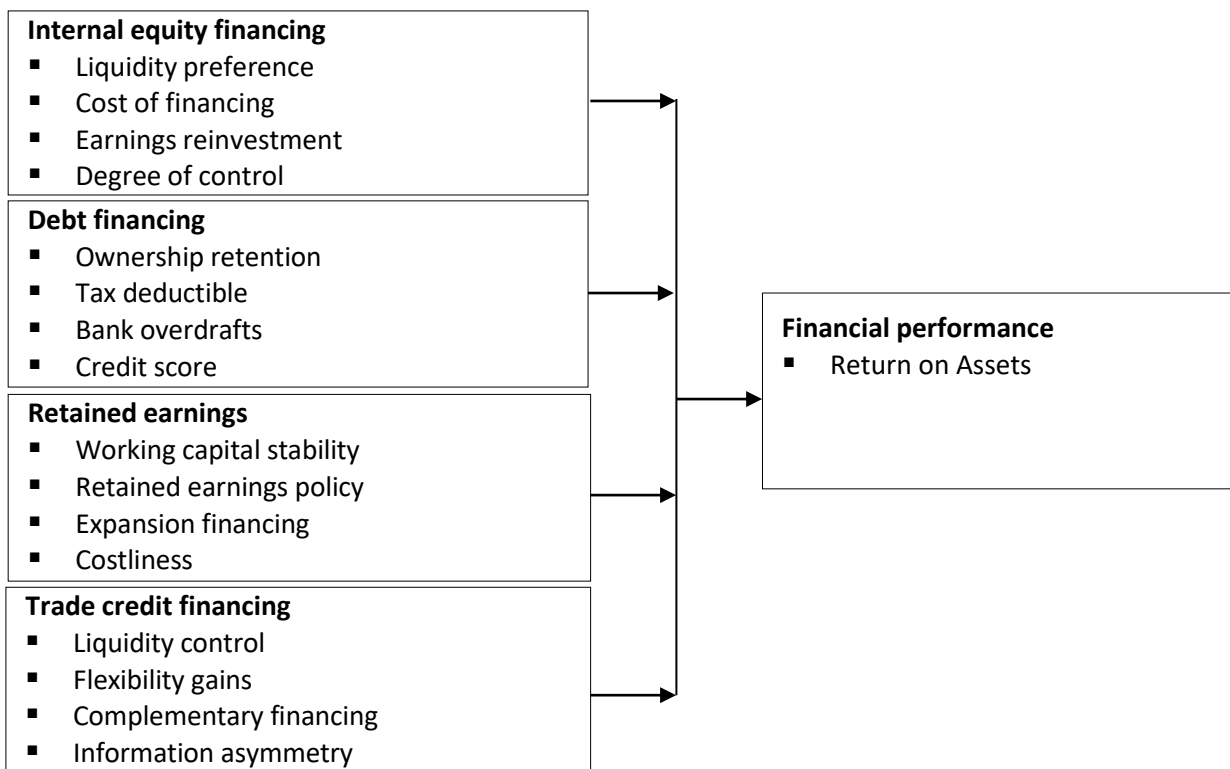 Internal equity financing
▪ Liquidity preference
▪ Cost of financing
▪ Earnings reinvestment
▪ Degree of control
Debt financing
▪ Ownership retention
▪ Tax deductible
▪ Bank overdrafts
▪ Credit score
Retained earnings
▪ Working capital stability
▪ Retained earnings policy
▪ Expansion financing
▪ Costliness
Trade credit financing
▪ Liquidity control
▪ Flexibility gains
▪ Complementary financing
▪ Information asymmetry
Financial performance
▪ Return on Assets